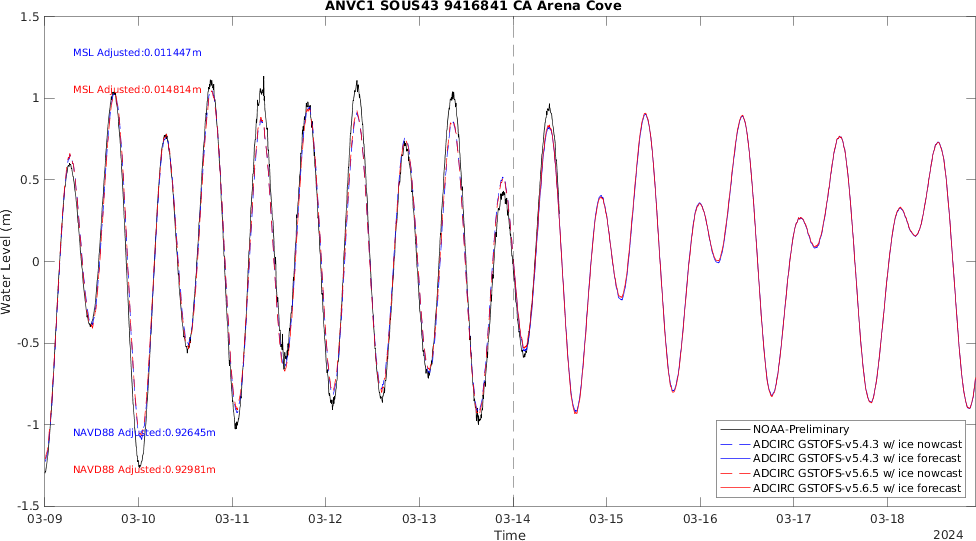 ANVC1 SOUS43 9416841 CA Arena Cove
1.5
MSL Adjusted:0.011447m
MSL Adjusted:0.014814m
1
0.5
Water Level (m)
0
-0.5
-1
NAVD88 Adjusted:0.92645m
NAVD88 Adjusted:0.92981m
-1.5
NOAA-Preliminary
ADCIRC GSTOFS-v5.4.3 w/ ice nowcast
ADCIRC GSTOFS-v5.4.3 w/ ice forecast
ADCIRC GSTOFS-v5.6.5 w/ ice nowcast
ADCIRC GSTOFS-v5.6.5 w/ ice forecast
03-09 03-10 03-11 03-12 03-13 03-14 03-15 03-16 03-17 03-18
Time
2024